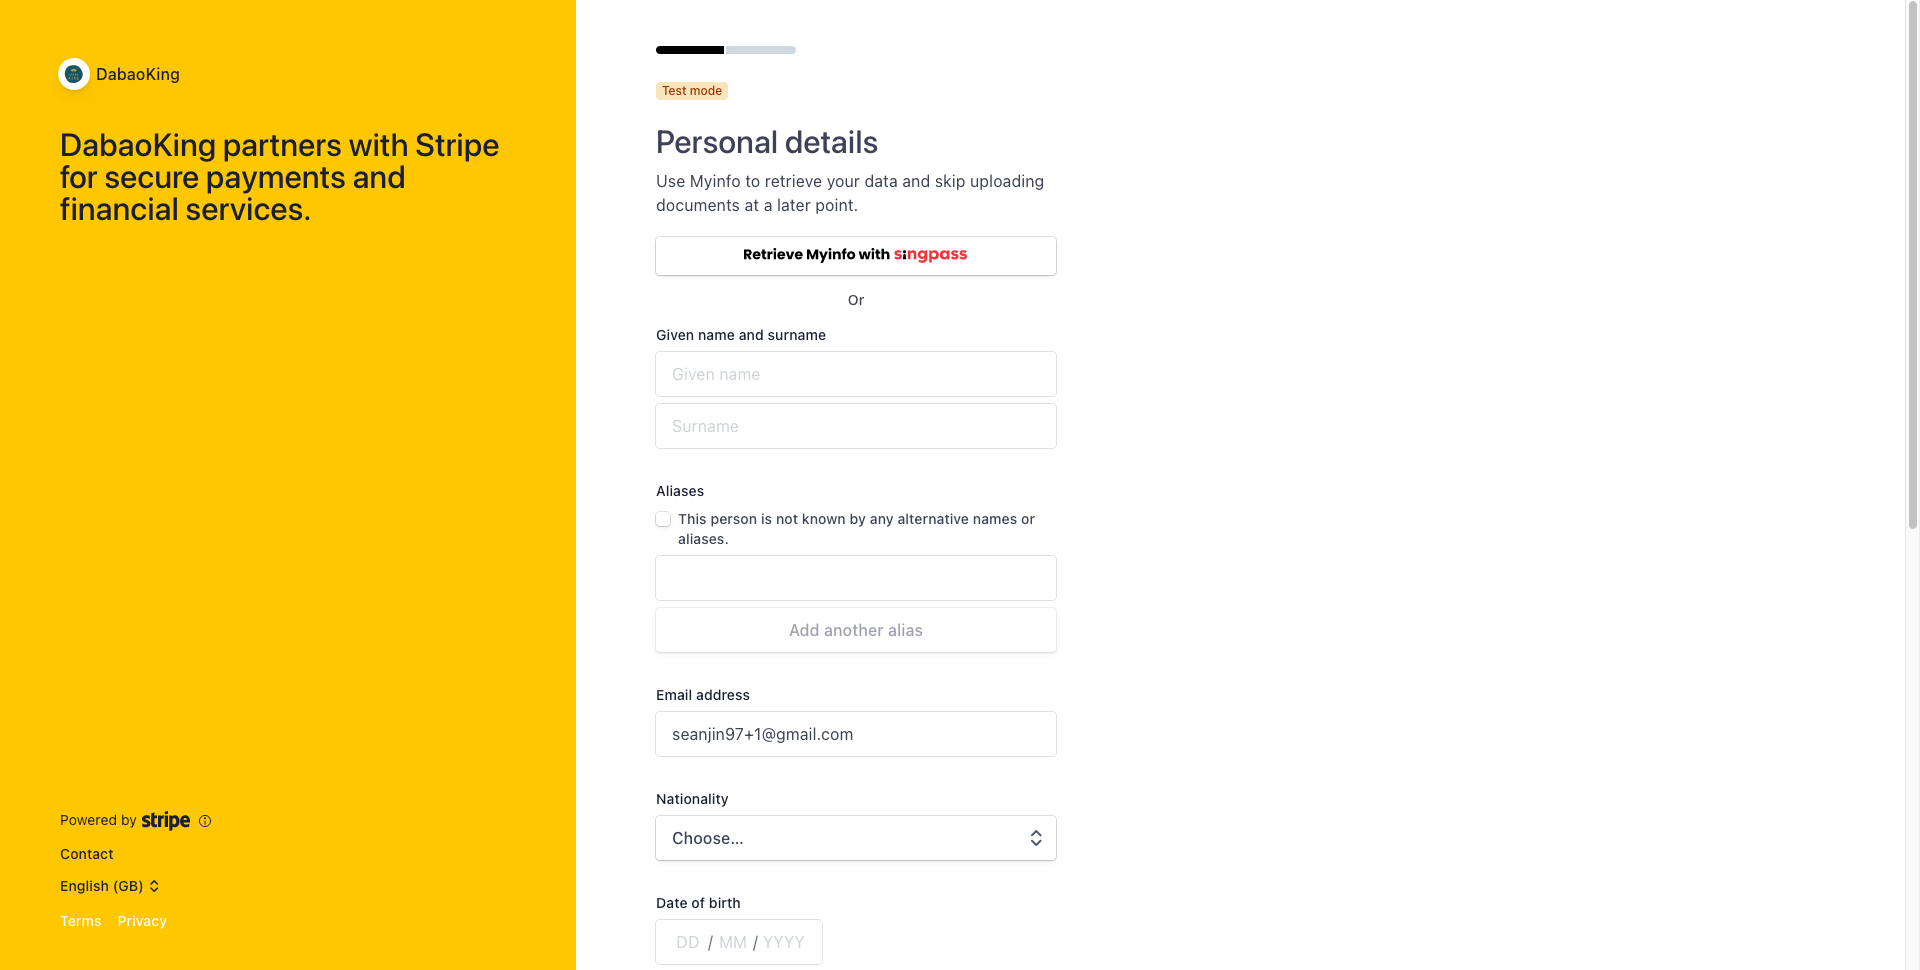 DabaoKing
DabaoKing partners with Stripe
for secure payments and
financial services.
Powered by stripe
Contact
English (GB)
Terms Privacy
Test mode
Personal details
Use Myinfo to retrieve your data and skip uploading
documents at a later point.
Retrieve Myinfo with singpass
Or
Given name and surname
Given name
Surname
Aliases
This person is not known by any alternative names or
aliases.
Add another alias
Email address
seanjin97+1@gmail.com
Nationality
Choose...
Date of birth
DD / MM / YYYY